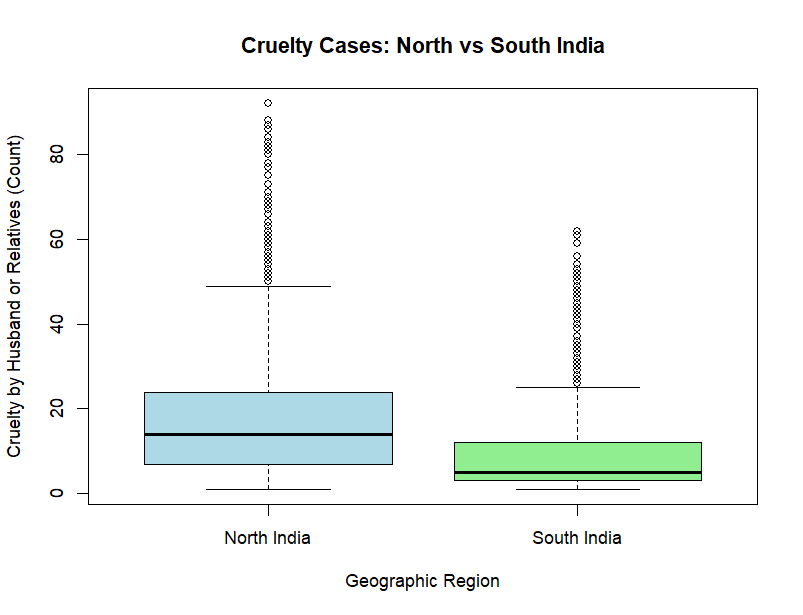 Cruelty Cases: North vs South India
Cruelty by Husband or Relatives (Count)
80
60
40
20
0
North India
South India
Geographic Region